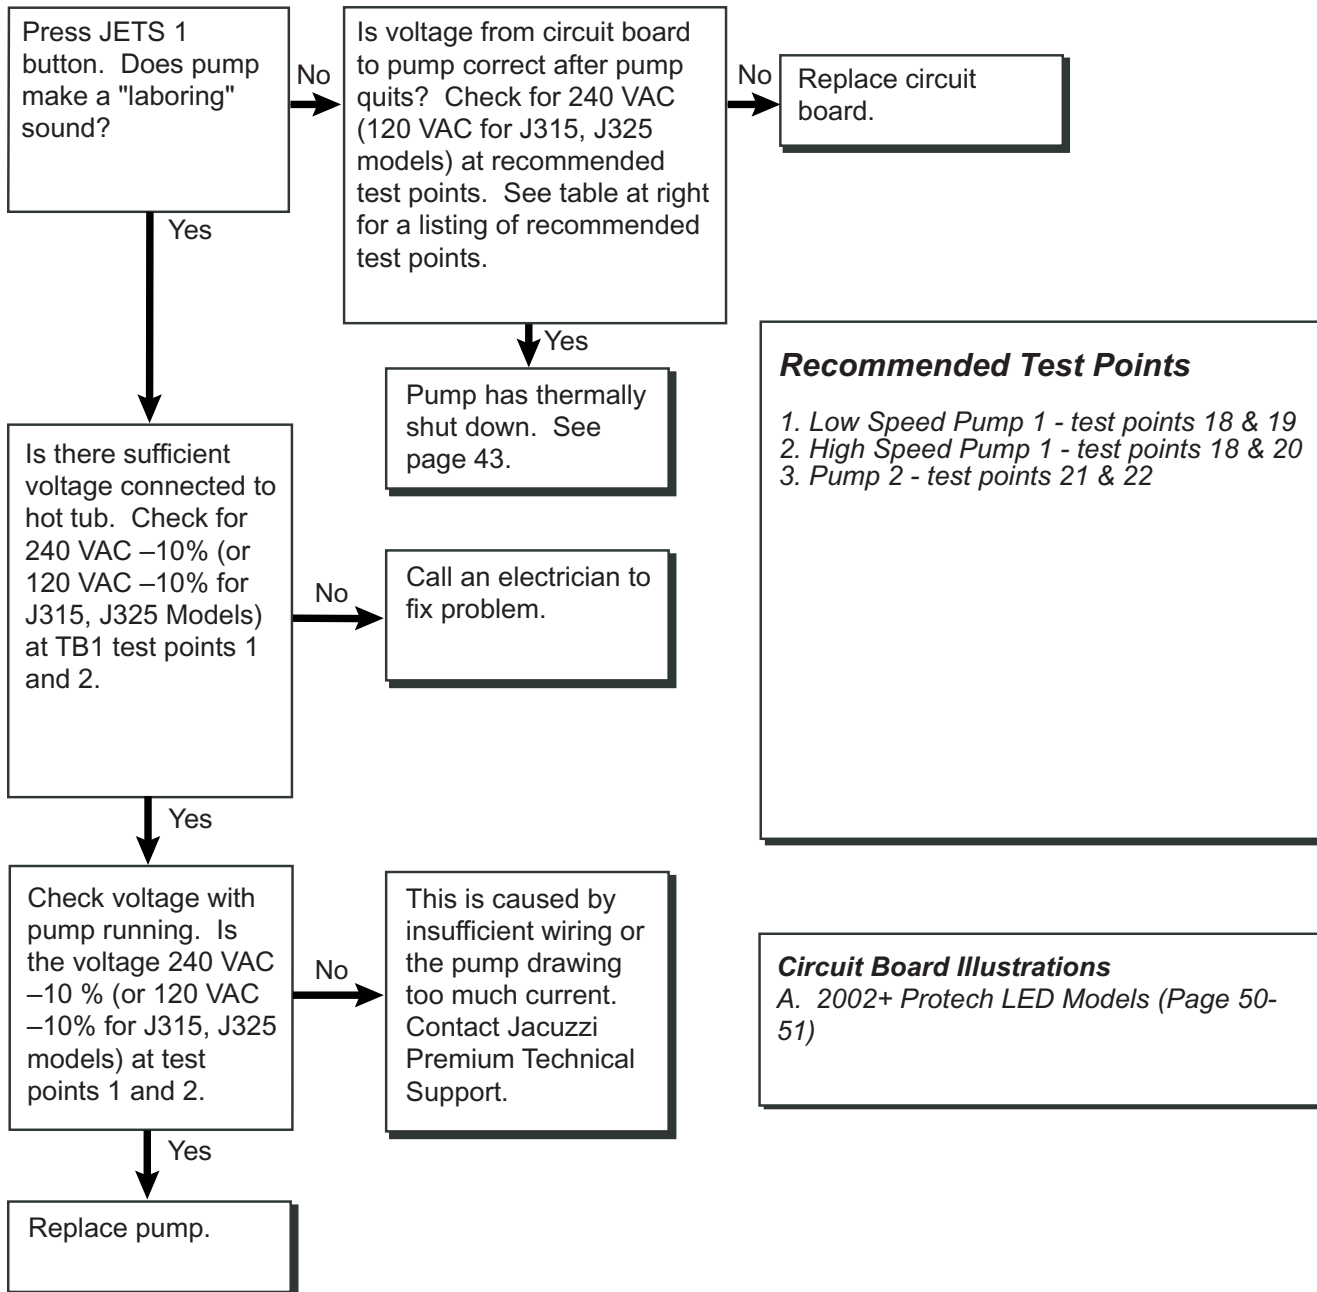 Press JETS 1
button. Does pump
make a "laboring"
sound?
No
Is voltage from circuit board
to pump correct after pump
quits? Check for 240 VAC
(120 VAC for J315, J325
models) at recommended
test points. See table at right
for a listing of recommended
test points.
No
Replace circuit
board.
Yes
Yes
Pump has thermally
shut down. See
page 43.
Recommended Test Points
1. Low Speed Pump 1 - test points 18 & 19
2. High Speed Pump 1 - test points 18 & 20
3. Pump 2 - test points 21 & 22
Is there sufficient
voltage connected to
hot tub. Check for
240 VAC –10% (or
120 VAC –10% for
J315, J325 Models)
at TB1 test points 1
and 2.
No
Call an electrician to
fix problem.
Yes
Check voltage with
pump running. Is
the voltage 240 VAC
–10 % (or 120 VAC
–10% for J315, J325
models) at test
points 1 and 2.
No
This is caused by
insufficient wiring or
the pump drawing
too much current.
Contact Jacuzzi
Premium Technical
Support.
Circuit Board Illustrations
A. 2002+ Protech LED Models (Page 50-
51)
Yes
Replace pump.